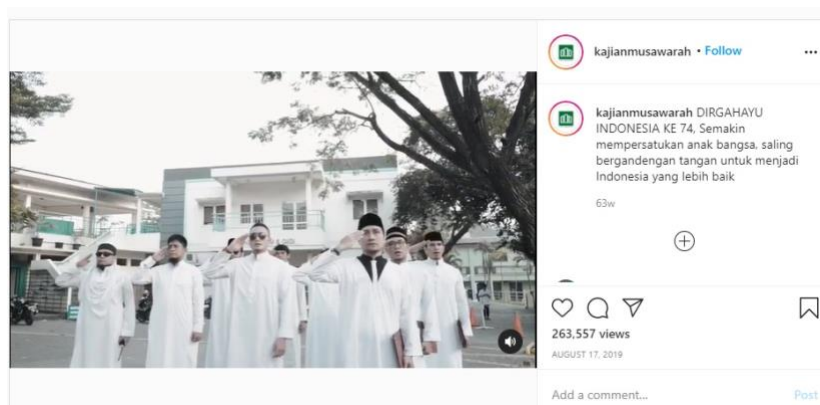 kajianmusawarah • Follow
kajianmusawarah DIRGAHAYU
INDONESIA KE 74, Semakin
mempersatukan anak bangsa, saling
bergandengan tangan untuk menjadi
Indonesia yang lebih baik
63w
263,557 views
AUGUST 17, 2019
Add a comment...
Post